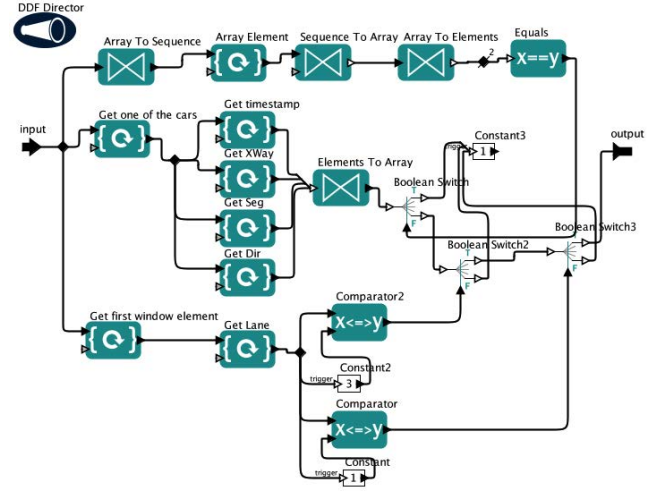 DDF Director
Array To Sequence
Array Element
Sequence To Array
Array To Elements
2
Equals
x==y
Get one of the cars
Get timestamp
input
Get XWay
Elements To Array
Constant3
trigger
1
output
Boolean Switch
T
F
Get Seg
Get Dir
Boolean Switch2
T
F
Boolean Switch3
T
F
Get first window element
Get Lane
Comparator2
x<=>y
Constant2
trigger
3
Comparator
x<=>y
Constant
trigger
1